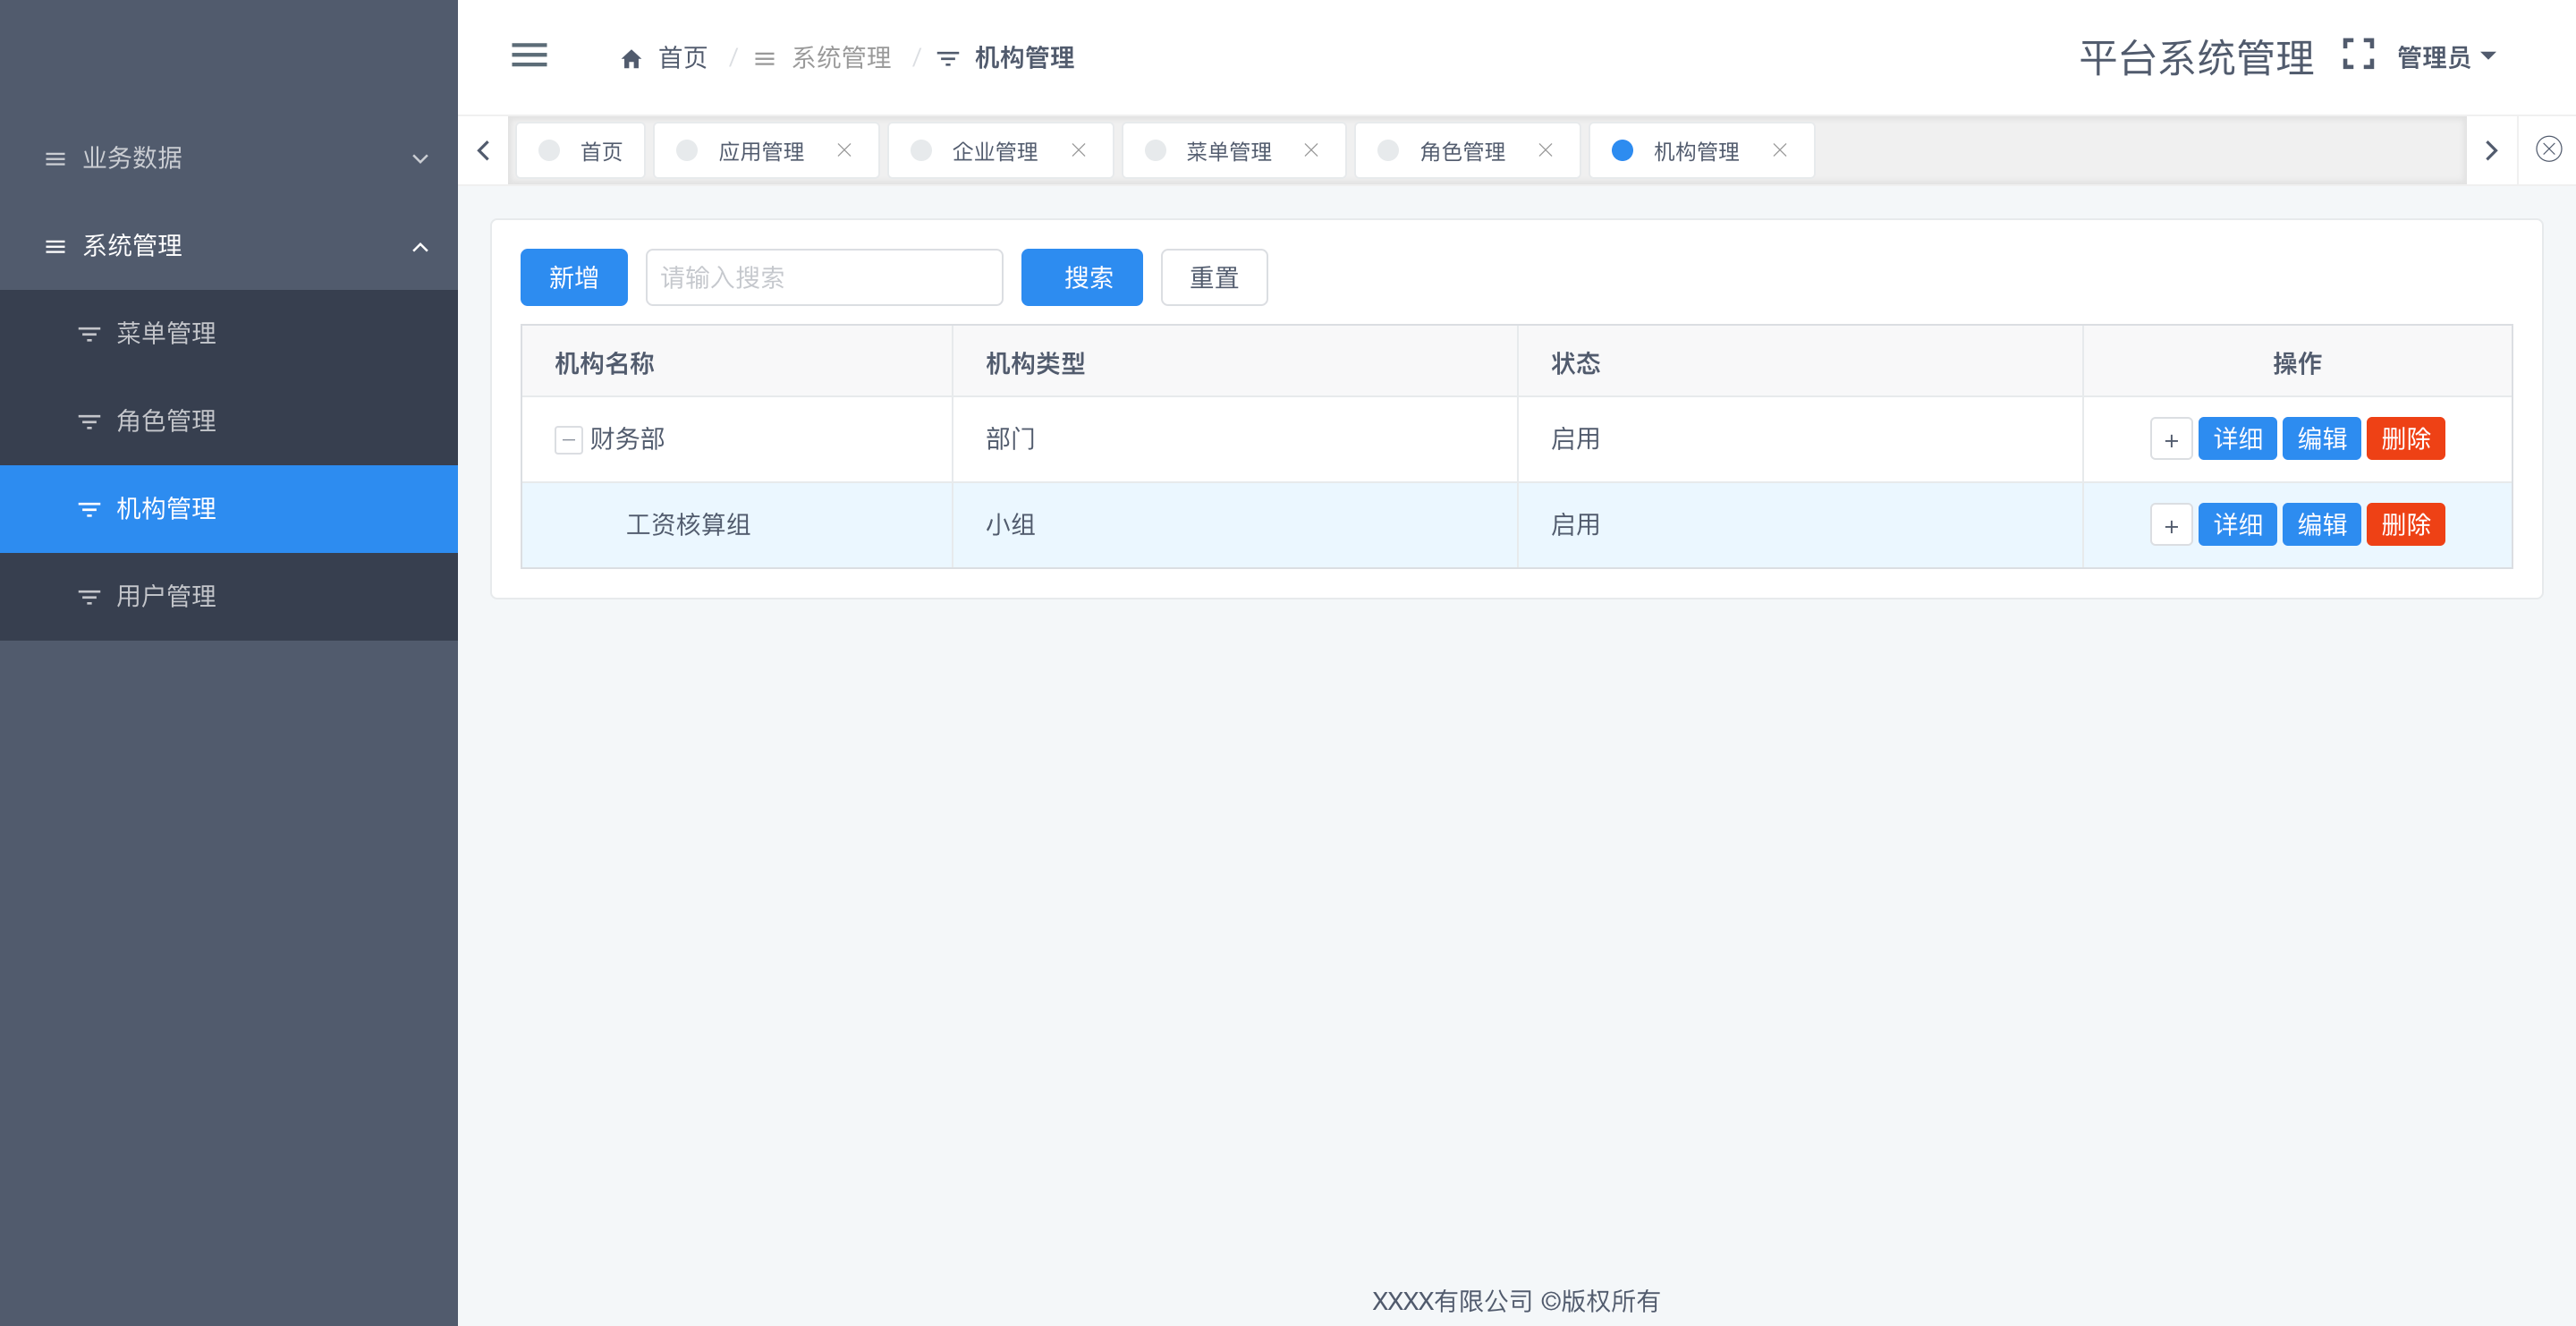 首页 / 系统管理 / 机构管理
平台系统管理 管理员
业务数据
系统管理
菜单管理
角色管理
机构管理
用户管理
首页 应用管理 企业管理 菜单管理 角色管理 机构管理
新增 请输入搜索 搜索 重置
机构名称 机构类型 状态 操作
财务部 部门 启用 + 详细 编辑 删除
工资核算组 小组 启用 + 详细 编辑 删除
XXXX有限公司 ©版权所有